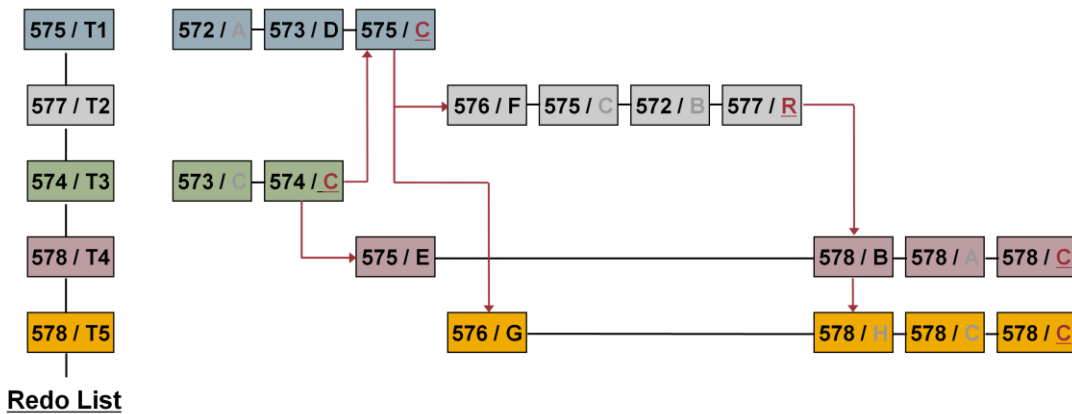 575 / T1 572 / A 573 / D 575 / C
577 / T2 576 / F 575 / C 572 / B 577 / R
574 / T3 573 / C 574 / C
578 / T4 575 / E 578 / B 578 / A 578 / C
578 / T5 576 / G 578 / H 578 / C 578 / C
Redo List